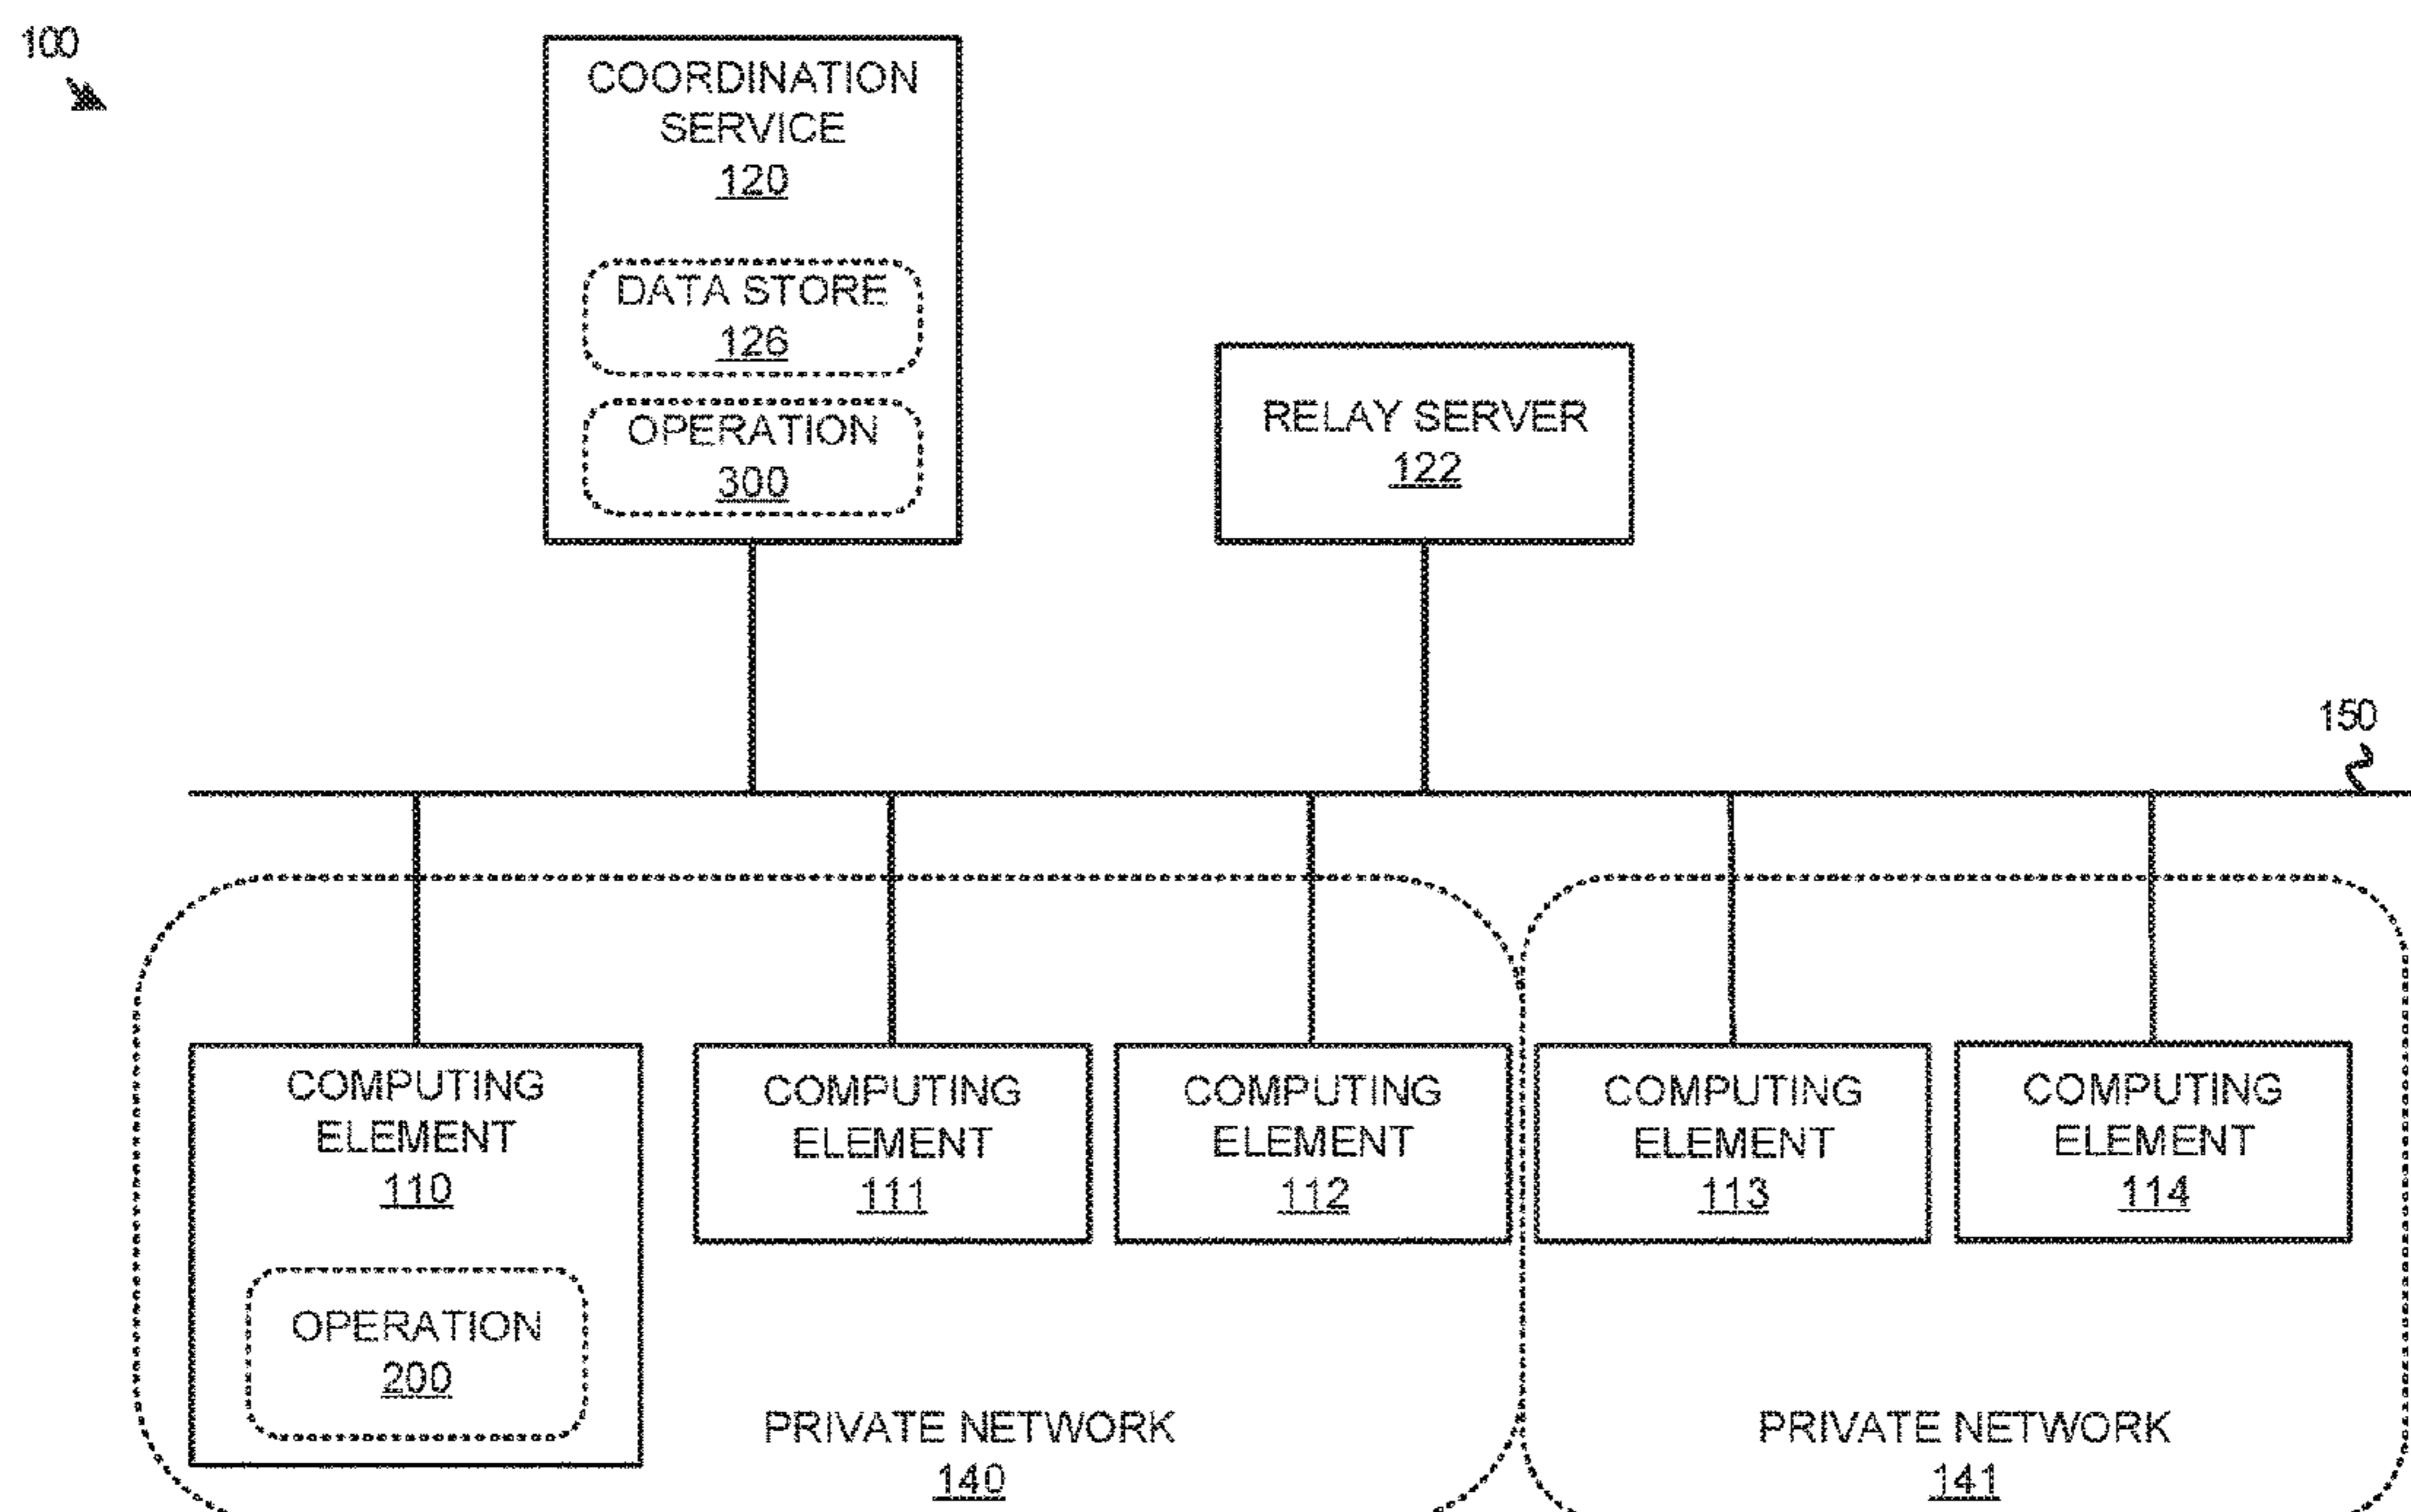 100
COORDINATION
SERVICE
120
DATA STORE
126
OPERATION
300
RELAY SERVER
122
150
COMPUTING
ELEMENT
110
OPERATION
200
COMPUTING
ELEMENT
111
COMPUTING
ELEMENT
112
COMPUTING
ELEMENT
113
COMPUTING
ELEMENT
114
PRIVATE NETWORK
140
PRIVATE NETWORK
141